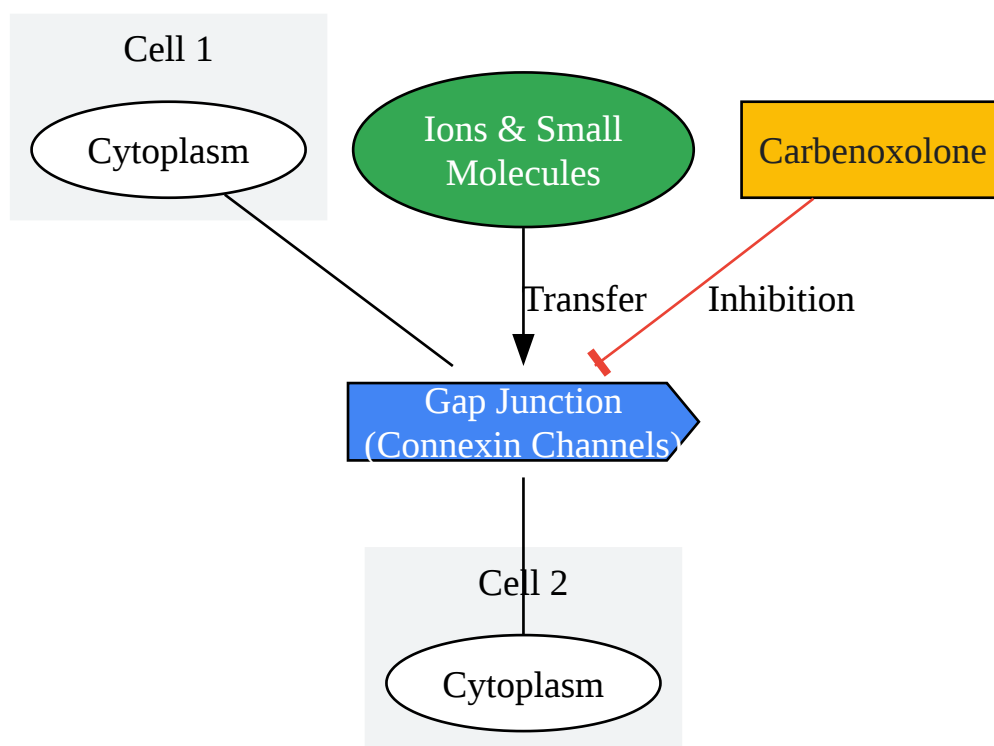 Cell 1
Cytoplasm
Ions & Small
Molecules
Carbenoxolone
Transfer
Inhibition
Gap Junction
(Connexin Channels)
Cell 2
Cytoplasm